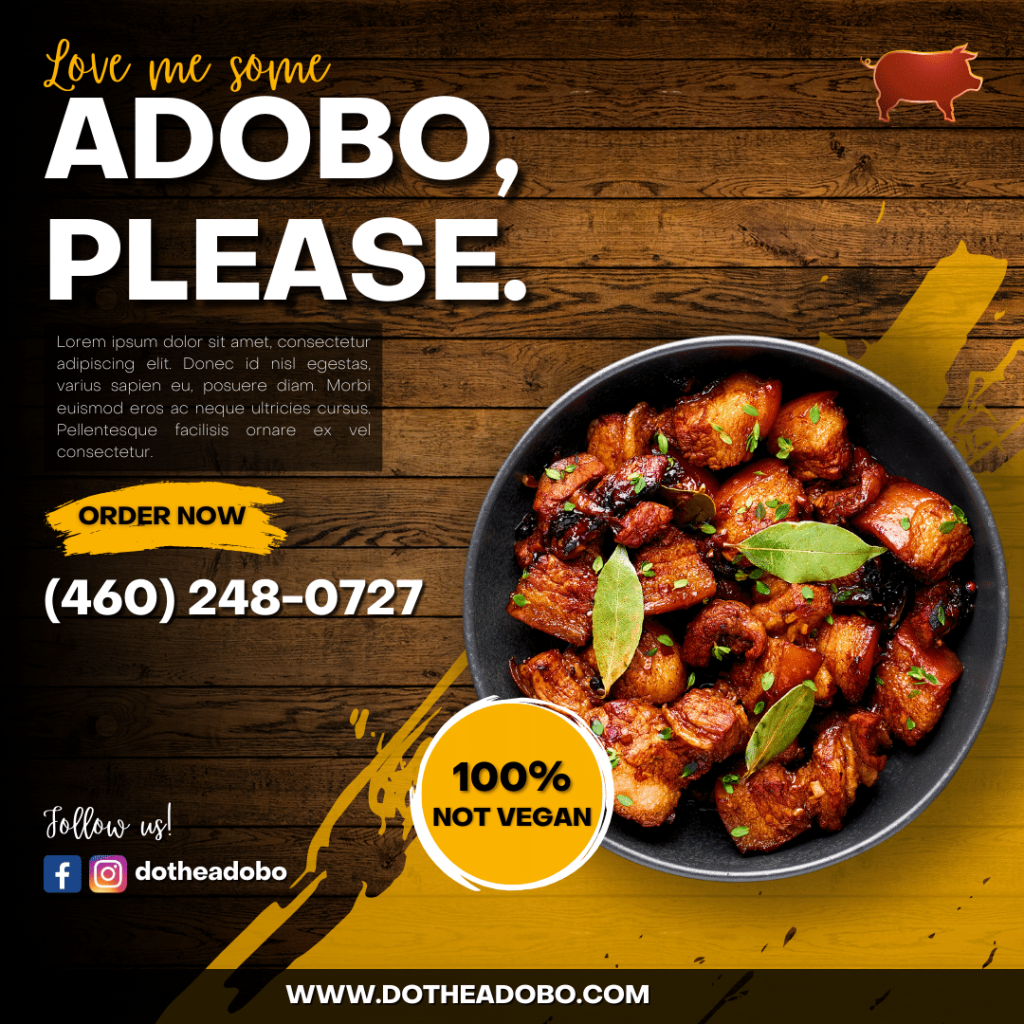 Love me some
ADOBO,
PLEASE.
Lorem ipsum dolor sit amet, consectetur
adipiscing elit. Donec id nisl egestas,
varius sapien eu, posuere diam. Morbi
euismod eros ac neque ultricies cursus.
Pellentesque facilisis ornare ex vel
consectetur.
ORDER NOW
(460) 248-0727
100%
NOT VEGAN
Follow us!
dotheadobo
WWW.DOTHEADOBO.COM